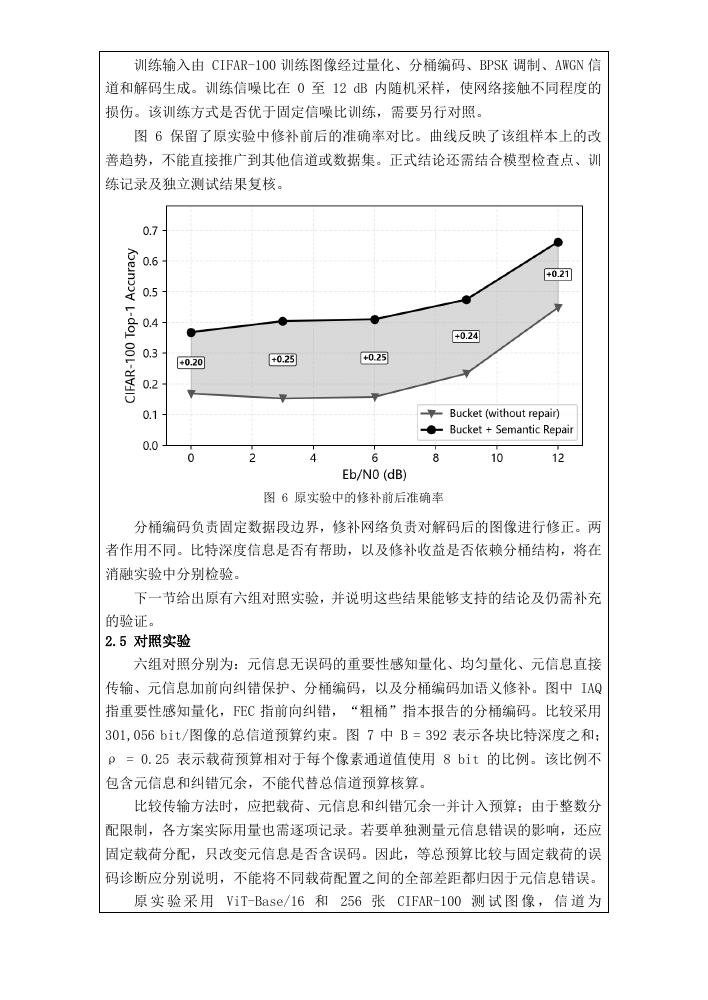 训练输入由 CIFAR-100 训练图像经过量化、分桶编码、BPSK 调制、AWGN 信
道和解码生成。训练信噪比在 0 至 12 dB 内随机采样，使网络接触不同程度的
损伤。该训练方式是否优于固定信噪比训练，需要另行对照。
图 6 保留了原实验中修补前后的准确率对比。曲线反映了该组样本上的改
善趋势，不能直接推广到其他信道或数据集。正式结论还需结合模型检查点、训
练记录及独立测试结果复核。
CIFAR-100 Top-1 Accuracy
0.7
0.6
0.5
0.4
0.3
0.2
0.1
0.0
+0.20
+0.25
+0.25
+0.24
+0.21
Bucket (without repair)
Bucket + Semantic Repair
0 2 4 6 8 10 12
Eb/N0 (dB)
图 6 原实验中的修补前后准确率
分桶编码负责固定数据段边界，修补网络负责对解码后的图像进行修正。两
者作用不同。比特深度信息是否有帮助，以及修补收益是否依赖分桶结构，将在
消融实验中分别检验。
下一节给出原有六组对照实验，并说明这些结果能够支持的结论及仍需补充
的验证。
2.5 对照实验
六组对照分别为：元信息无误码的重要性感知量化、均匀量化、元信息直接
传输、元信息加前向纠错保护、分桶编码，以及分桶编码加语义修补。图中 IAQ
指重要性感知量化，FEC 指前向纠错，“粗桶”指本报告的分桶编码。比较采用
301,056 bit/图像的总信道预算约束。图 7 中 B = 392 表示各块比特深度之和；
ρ = 0.25 表示载荷预算相对于每个像素通道值使用 8 bit 的比例。该比例不
包含元信息和纠错冗余，不能代替总信道预算核算。
比较传输方法时，应把载荷、元信息和纠错冗余一并计入预算；由于整数分
配限制，各方案实际用量也需逐项记录。若要单独测量元信息错误的影响，还应
固定载荷分配，只改变元信息是否含误码。因此，等总预算比较与固定载荷的误
码诊断应分别说明，不能将不同载荷配置之间的全部差距都归因于元信息错误。
原实验采用 ViT-Base/16 和 256 张 CIFAR-100 测试图像，信道为